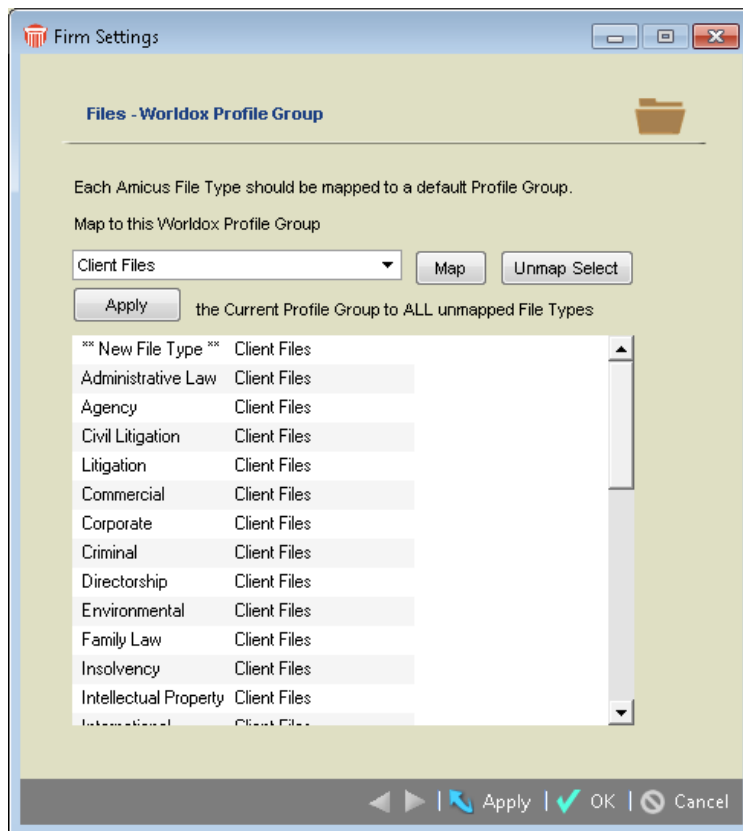 Firm Settings
Files - Worldox Profile Group
Each Amicus File Type should be mapped to a default Profile Group.
Map to this Worldox Profile Group
Client Files Map Unmap Select
Apply the Current Profile Group to ALL unmapped File Types
** New File Type ** Client Files
Administrative Law Client Files
Agency Client Files
Civil Litigation Client Files
Litigation Client Files
Commercial Client Files
Corporate Client Files
Criminal Client Files
Directorship Client Files
Environmental Client Files
Family Law Client Files
Insolvency Client Files
Intellectual Property Client Files
International Client Files
Apply OK Cancel